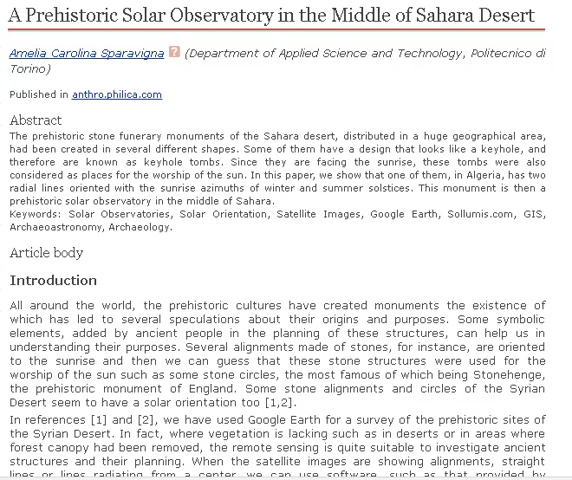 A Prehistoric Solar Observatory in the Middle of Sahara Desert
Amelia Carolina Sparavigna ? (Department of Applied Science and Technology, Politecnico di
Torino)
Published in anthro.philica.com
Abstract
The prehistoric stone funerary monuments of the Sahara desert, distributed in a huge geographical area,
had been created in several different shapes. Some of them have a design that looks like a keyhole, and
therefore are known as keyhole tombs. Since they are facing the sunrise, these tombs were also
considered as places for the worship of the sun. In this paper, we show that one of them, in Algeria, has two
radial lines oriented with the sunrise azimuths of winter and summer solstices. This monument is then a
prehistoric solar observatory in the middle of Sahara.
Keywords: Solar Observatories, Solar Orientation, Satellite Images, Google Earth, Sollumis.com, GIS,
Archaeoastronomy, Archaeology.
Article body
Introduction
All around the world, the prehistoric cultures have created monuments the existence of
which has led to several speculations about their origins and purposes. Some symbolic
elements, added by ancient people in the planning of these structures, can help us in
understanding their purposes. Several alignments made of stones, for instance, are oriented
to the sunrise and then we can guess that these stone structures were used for the
worship of the sun such as some stone circles, the most famous of which being Stonehenge,
the prehistoric monument of England. Some stone alignments and circles of the Syrian
Desert seem to have a solar orientation too [1,2].
In references [1] and [2], we have used Google Earth for a survey of the prehistoric sites of
the Syrian Desert. In fact, where vegetation is lacking such as in deserts or in areas where
forest canopy had been removed, the remote sensing is quite suitable to investigate ancient
structures and their planning. When the satellite images are showing alignments, straight
lines or lines radiating from a center, we can use software, such as that provided by